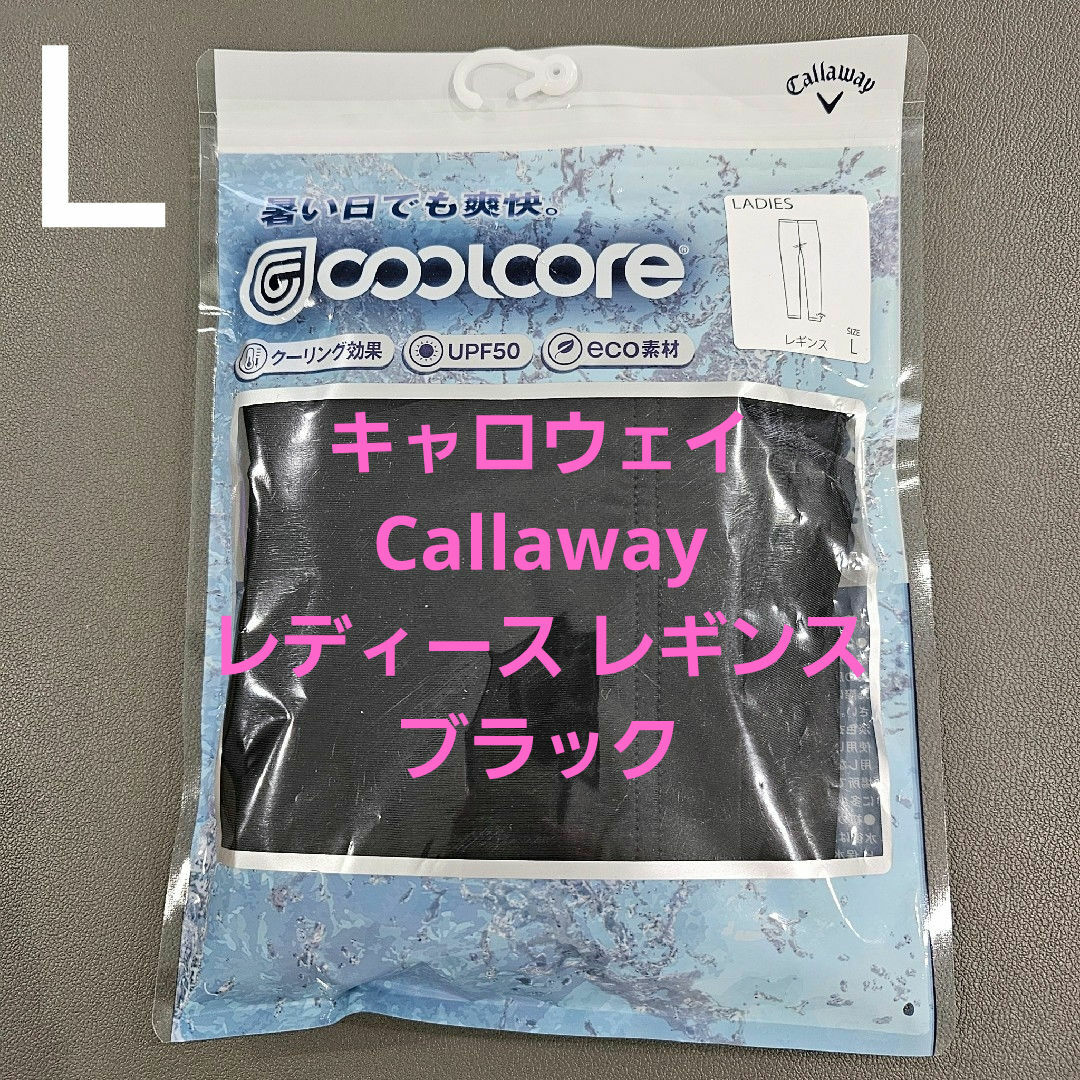 L
Callaway
暑い日でも爽快。
coolcore®
LADIES
レギンス
SIZE
L
クーリング効果
UPF50
eco素材
キャロウェイ
Callaway
レディース レギンス
ブラック